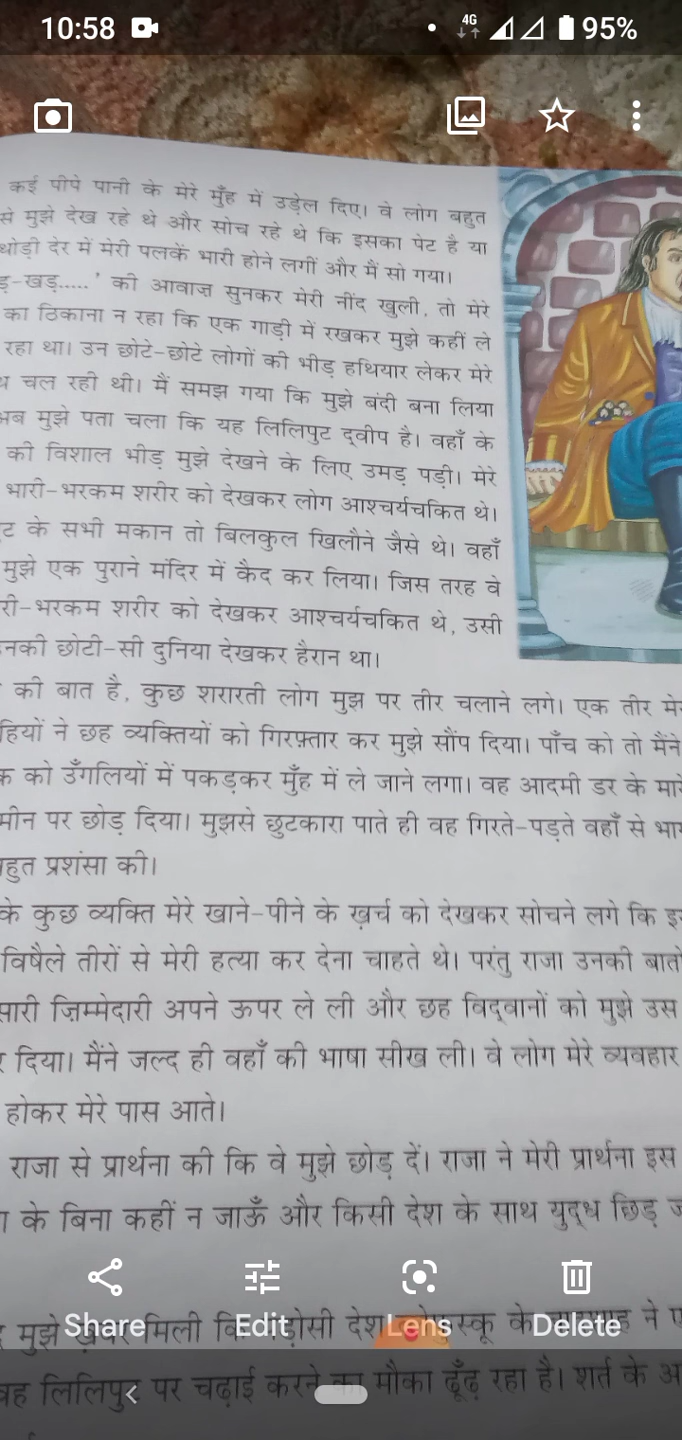 10:58 4G 95%
कई पीपे पानी के मेरे मुँह में उड़ेल दिए। वे लोग बहुत
से मुझे देख रहे थे और सोच रहे थे कि इसका पेट है या
थोड़ी देर में मेरी पलकें भारी होने लगीं और मैं सो गया।
ड़-खड़.....' की आवाज़ सुनकर मेरी नींद खुली, तो मेरे
का ठिकाना न रहा कि एक गाड़ी में रखकर मुझे कहीं ले
रहा था। उन छोटे-छोटे लोगों की भीड़ हथियार लेकर मेरे
चल रही थी। मैं समझ गया कि मुझे बंदी बना लिया
मुझे पता चला कि यह लिलिपुट द्वीप है। वहाँ के
की विशाल भीड़ मुझे देखने के लिए उमड़ पड़ी। मेरे
भारी-भरकम शरीर को देखकर लोग आश्चर्यचकित थे।
के सभी मकान तो बिलकुल खिलौने जैसे थे। वहाँ
मुझे एक पुराने मंदिर में कैद कर लिया। जिस तरह वे
री-भरकम शरीर को देखकर आश्चर्यचकित थे, उसी
नकी छोटी-सी दुनिया देखकर हैरान था।
की बात है, कुछ शरारती लोग मुझ पर तीर चलाने लगे। एक तीर
हियों ने छह व्यक्तियों को गिरफ़्तार कर मुझे सौंप दिया। पाँच को तो मैंने
को उँगलियों में पकड़कर मुँह में ले जाने लगा। वह आदमी डर के
मीन पर छोड़ दिया। मुझसे छुटकारा पाते ही वह गिरते-पड़ते वहाँ से
हुत प्रशंसा की।
के कुछ व्यक्ति मेरे खाने-पीने के ख़र्च को देखकर सोचने लगे कि
विषैले तीरों से मेरी हत्या कर देना चाहते थे। परंतु राजा उनकी
सारी ज़िम्मेदारी अपने ऊपर ले ली और छह विद्वानों को मुझे उस
दिया। मैंने जल्द ही वहाँ की भाषा सीख ली। वे लोग मेरे व्यवहार
होकर मेरे पास आते।
राजा से प्रार्थना की कि वे मुझे छोड़ दें। राजा ने मेरी प्रार्थना इस
के बिना कहीं न जाऊँ और किसी देश के साथ युद्ध छिड़
Share Edit Lens Delete
मुझे मिली देश के ने
वह लिलिपुट पर चढ़ाई करने का मौका ढूँढ़ रहा है। शर्त के